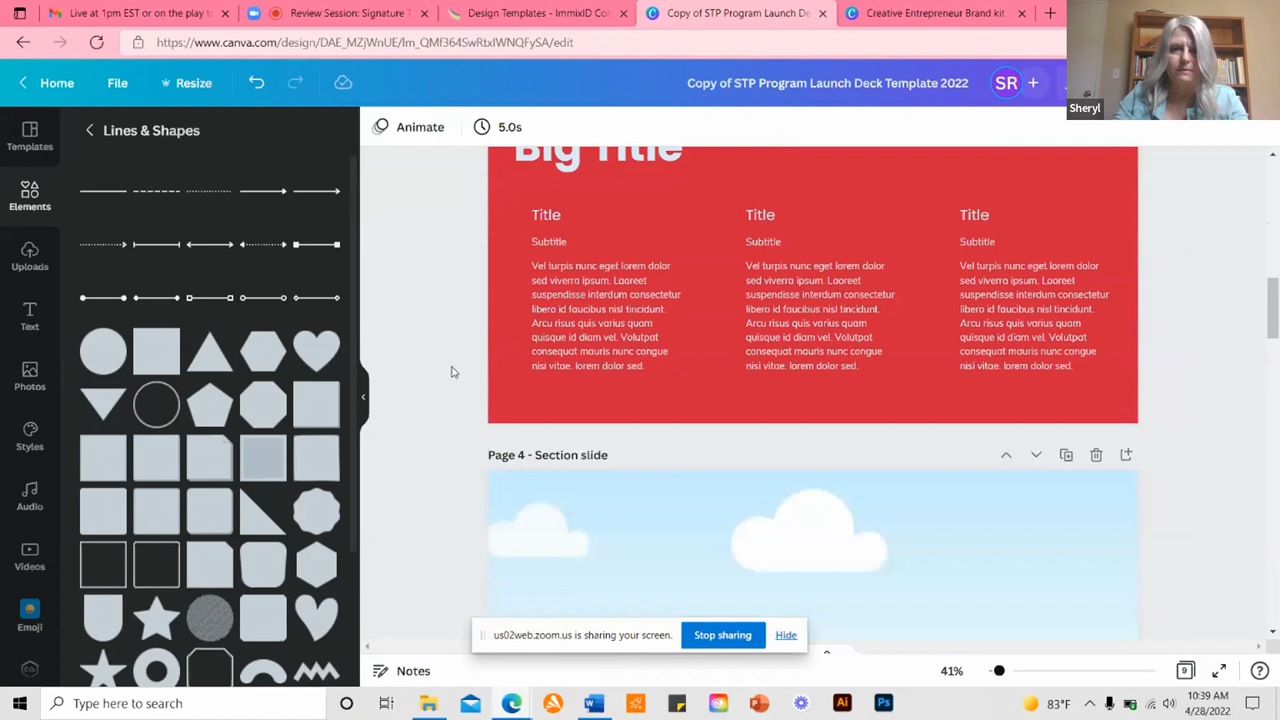 Live at 1pm EST or on the play to
Review Session: Signature T
Design Templates - ImmixID Con
Copy of STP Program Launch De
Creative Entrepreneur Brand kit
https://www.canva.com/design/DAE_MZjWnUE/lm_QMf364SwRtxIWNQFySA/edit
Home
File
Resize
Copy of STP Program Launch Deck Template 2022
SR
Sheryl
Templates
Elements
Uploads
Text
Photos
Styles
Audio
Videos
Emoji
Lines & Shapes
Animate
5.0s
Big Title
Title
Subtitle
Vel turpis nunc eget lorem dolor
sed viverra ipsum. Laoreet
suspendisse interdum consectetur
libero id faucibus nisl tincidunt.
Arcu risus quis varius quam
quisque id diam vel. Volutpat
consequat mauris nunc congue
nisi vitae. lorem dolor sed.
Title
Subtitle
Vel turpis nunc eget lorem dolor
sed viverra ipsum. Laoreet
suspendisse interdum consectetur
libero id faucibus nisl tincidunt.
Arcu risus quis varius quam
quisque id diam vel. Volutpat
consequat mauris nunc congue
nisi vitae. lorem dolor sed.
Title
Subtitle
Vel turpis nunc eget lorem dolor
sed viverra ipsum. Laoreet
suspendisse interdum consectetur
libero id faucibus nisl tincidunt.
Arcu risus quis varius quam
quisque id diam vel. Volutpat
consequat mauris nunc congue
nisi vitae. lorem dolor sed.
Page 4 - Section slide
us02web.zoom.us is sharing your screen.
Stop sharing
Hide
Notes
41%
9
Type here to search
Ai
Ps
83°F
10:39 AM
4/28/2022